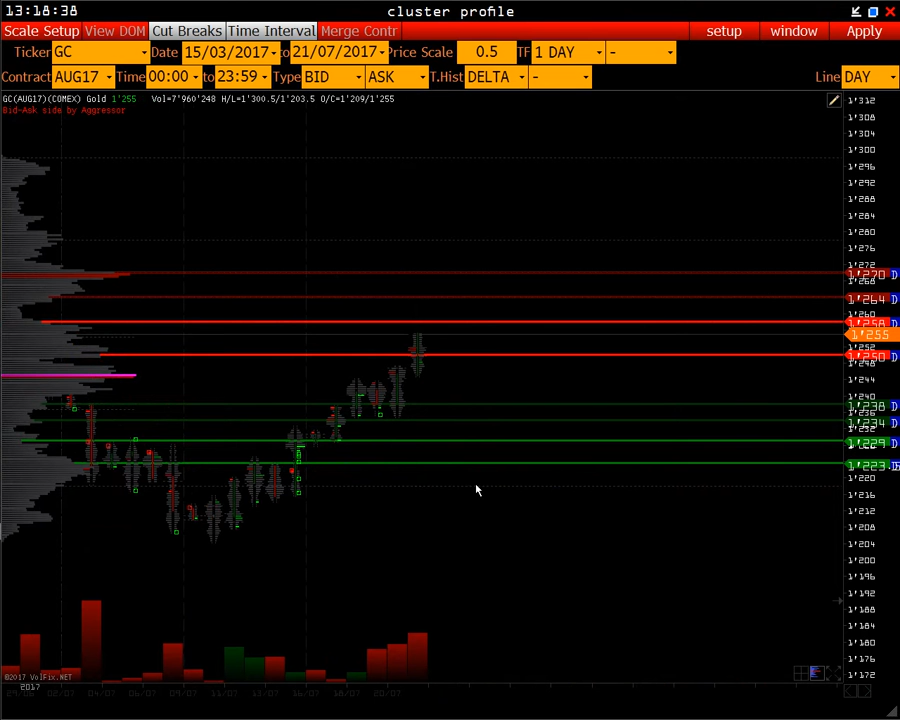 13:18:38 cluster profile
Scale Setup View DOM Cut Breaks Time Interval Merge Contr setup window Apply
Ticker GC Date 15/03/2017 to 21/07/2017 Price Scale 0.5 TF 1 DAY -
Contract AUG17 Time 00:00 to 23:59 Type BID ASK T.Hist DELTA - Line DAY
GC(AUG17)(COMEX) Gold 1'255 Vol=7'960'248 H/L=1'300.5/1'203.5 O/C=1'209/1'255
Bid-Ask side by Aggressor
1'312
1'308
1'304
1'300
1'296
1'292
1'288
1'284
1'280
1'276
1'272
1'270 D
1'268
1'264 D
1'260
1'258 D
1'255
1'252
1'250 D
1'248
1'244
1'240
1'238 D
1'236
1'234 D
1'232
1'229 D
1'223 D
1'220
1'216
1'212
1'208
1'204
1'200
1'196
1'192
1'188
1'184
1'180
1'176
1'172
©2017 VolFix.NET
2017
02/07 04/07 06/07 09/07 11/07 13/07 16/07 18/07 20/07